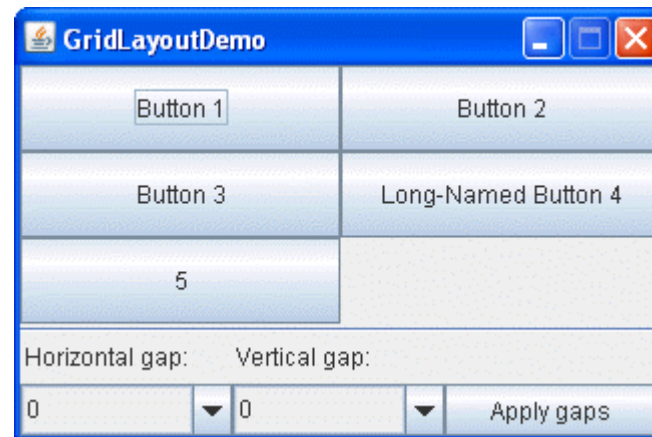 GridLayoutDemo
Button 1 Button 2
Button 3 Long-Named Button 4
5
Horizontal gap: Vertical gap:
0 0 Apply gaps